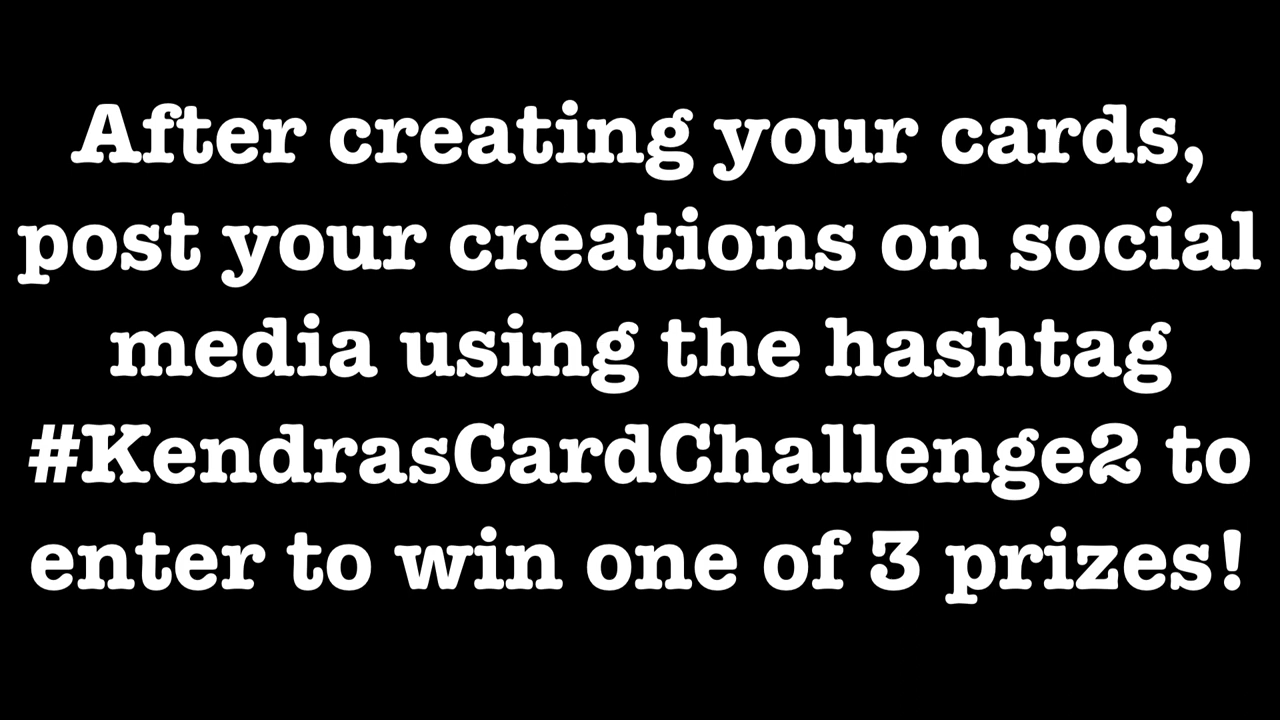 After creating your cards,
post your creations on social
media using the hashtag
#KendrasCardChallenge2 to
enter to win one of 3 prizes!